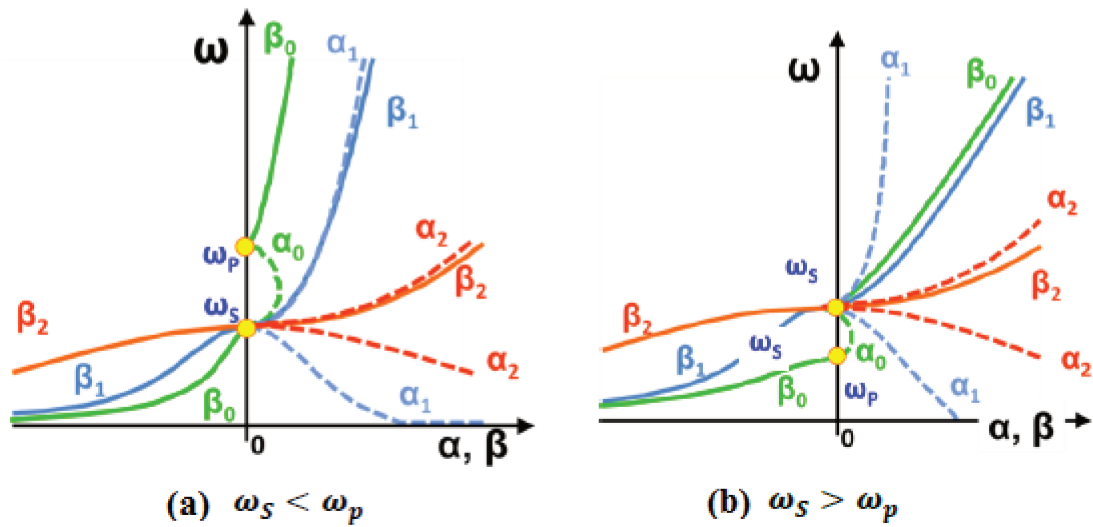 ω
β₀
α₁
β₁
α₀
ωₚ
α₂
ωₛ
β₂
β₂
α₂
β₁
β₀
α₁
0
α, β
(a) ωₛ < ωₚ
ω
α₁
β₀
β₁
α₂
ωₛ
β₂
β₂
ωₛ
α₀
α₂
β₁
β₀
ωₚ
α₁
0
α, β
(b) ωₛ > ωₚ